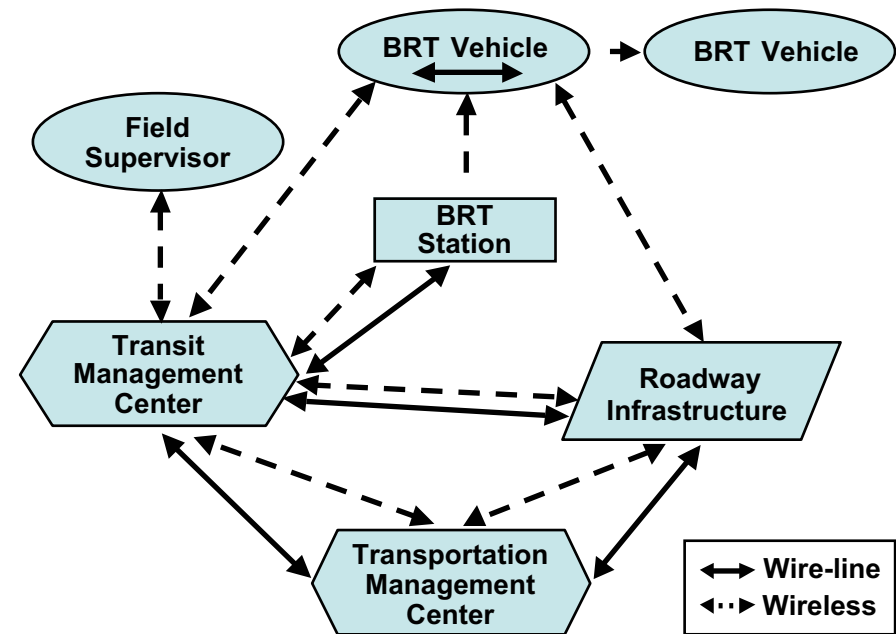 BRT Vehicle
BRT Vehicle
Field
Supervisor
BRT
Station
Transit
Management
Center
Roadway
Infrastructure
Transportation
Management
Center
Wire-line
Wireless